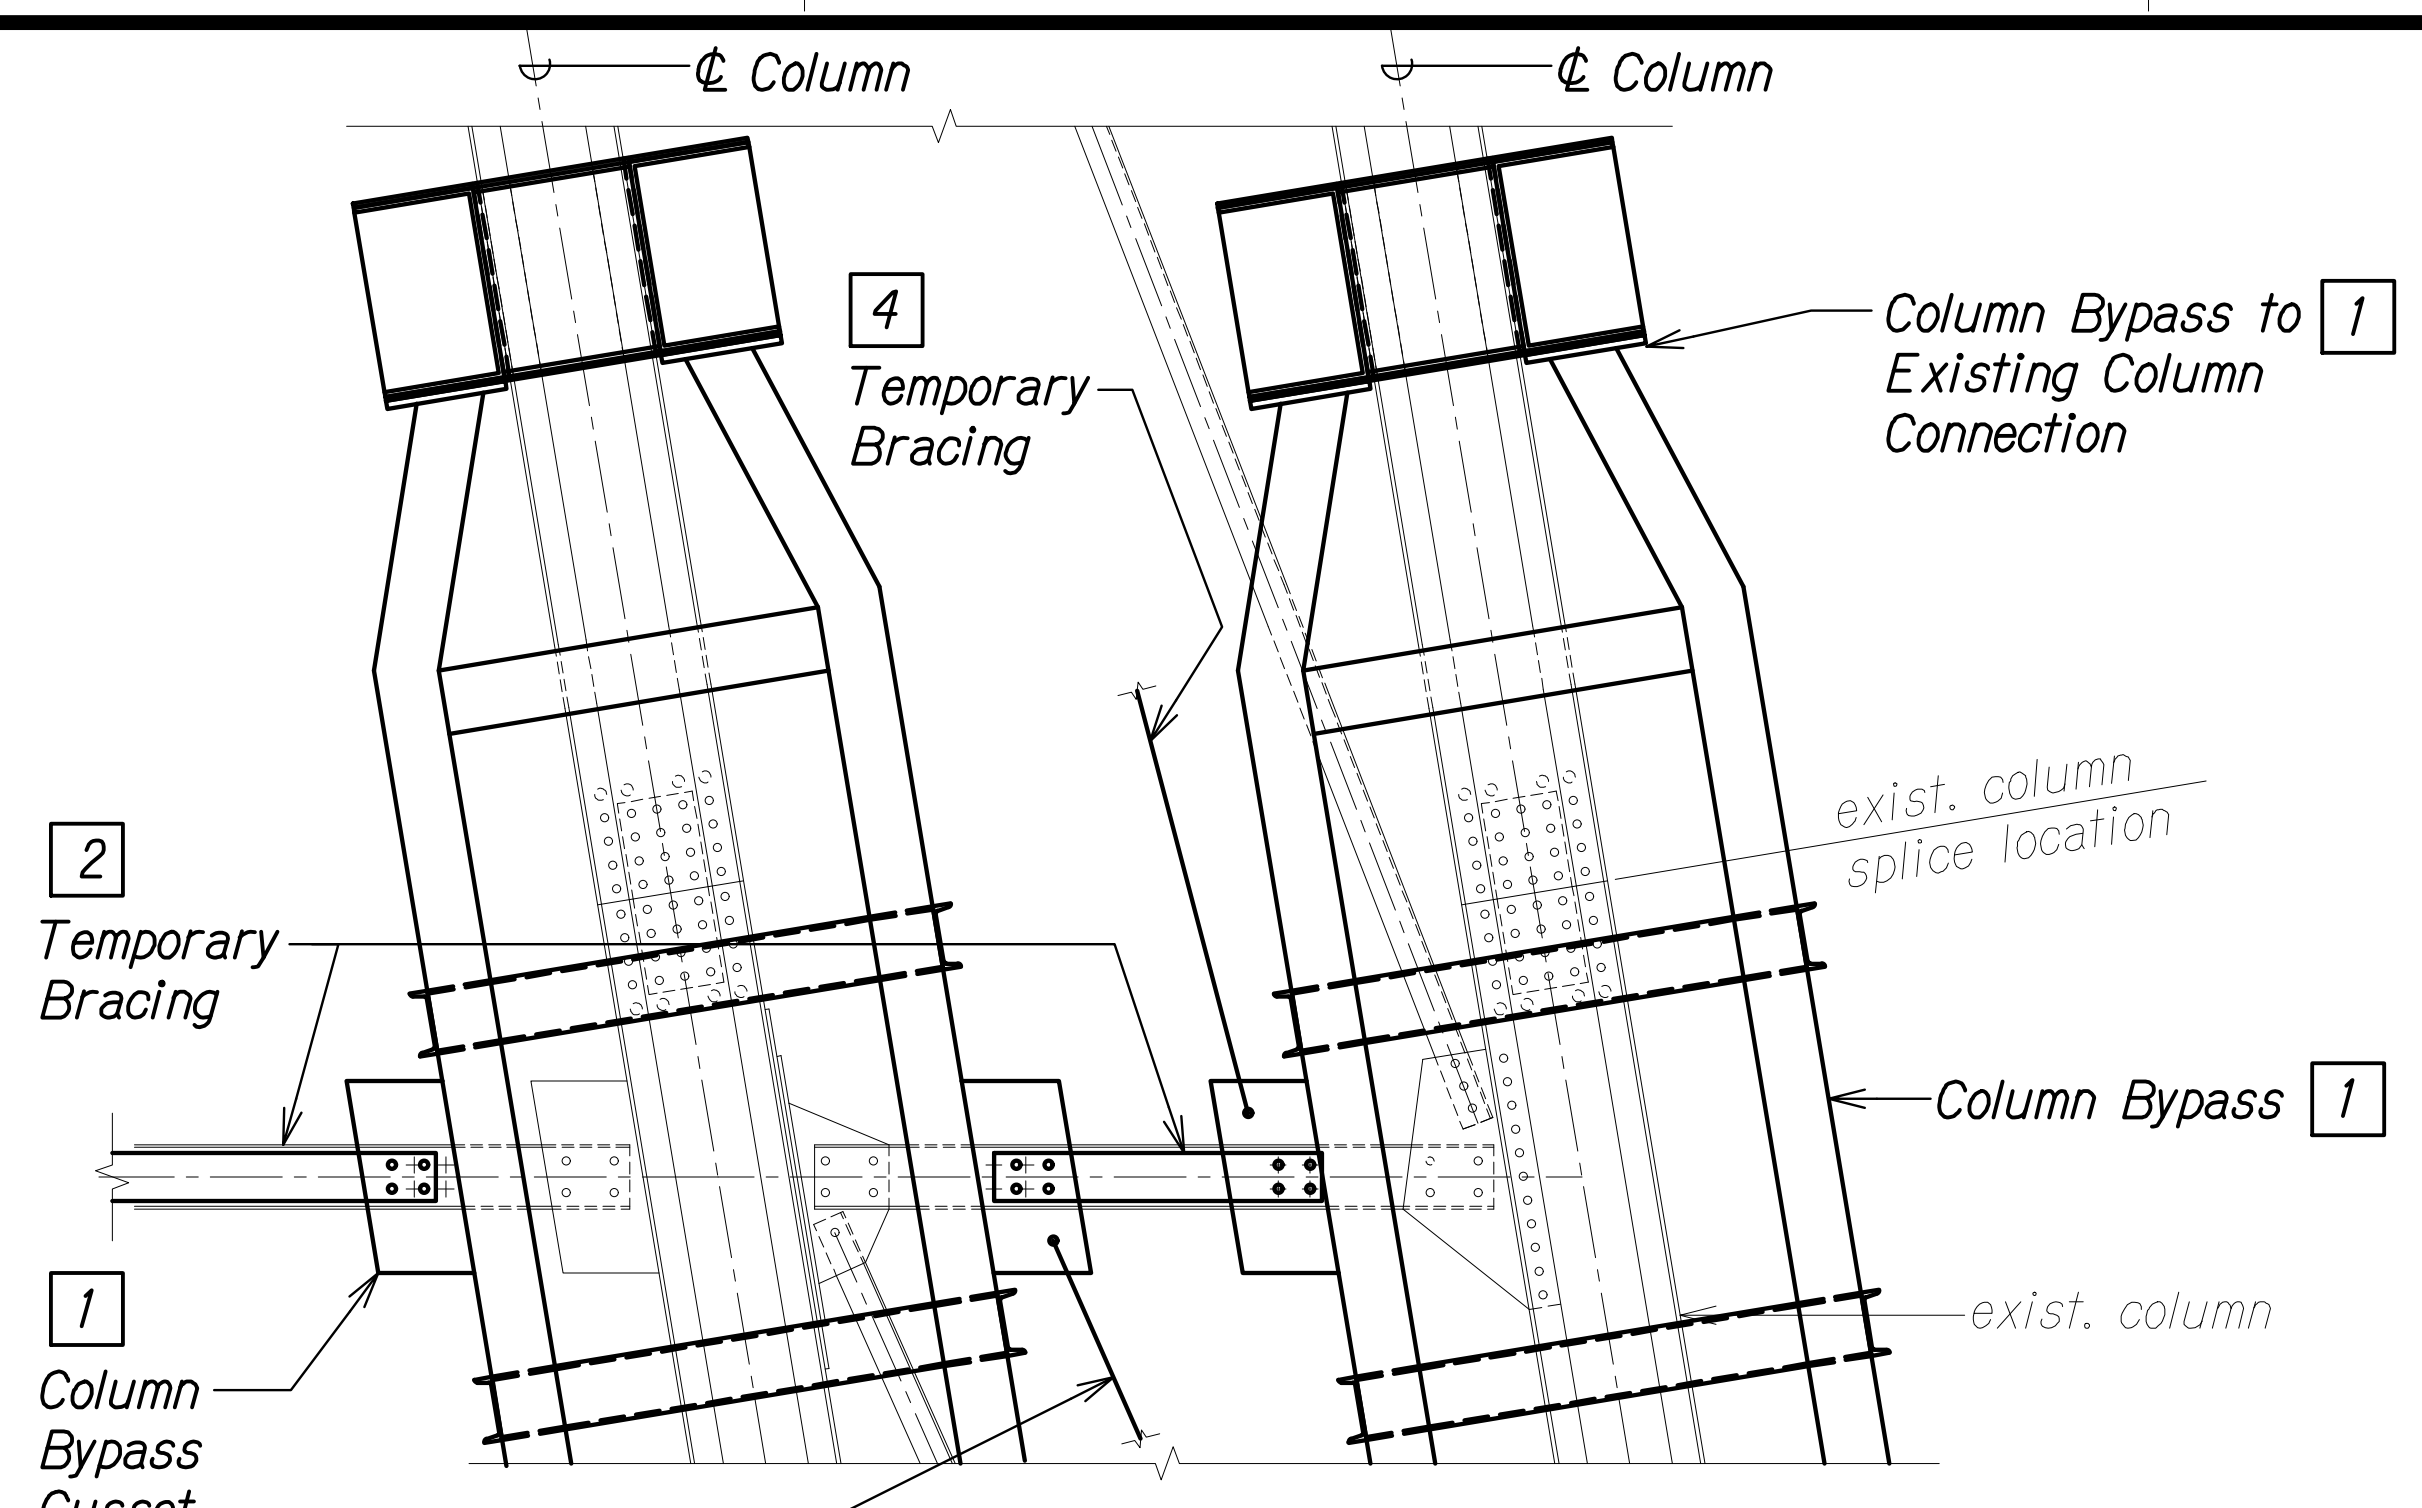 ℄ Column
℄ Column
4
Temporary
Bracing
Column Bypass to
Existing Column
Connection
1
exist. column
splice location
2
Temporary
Bracing
Column Bypass
1
exist. column
1
Column
Bypass
Gusset